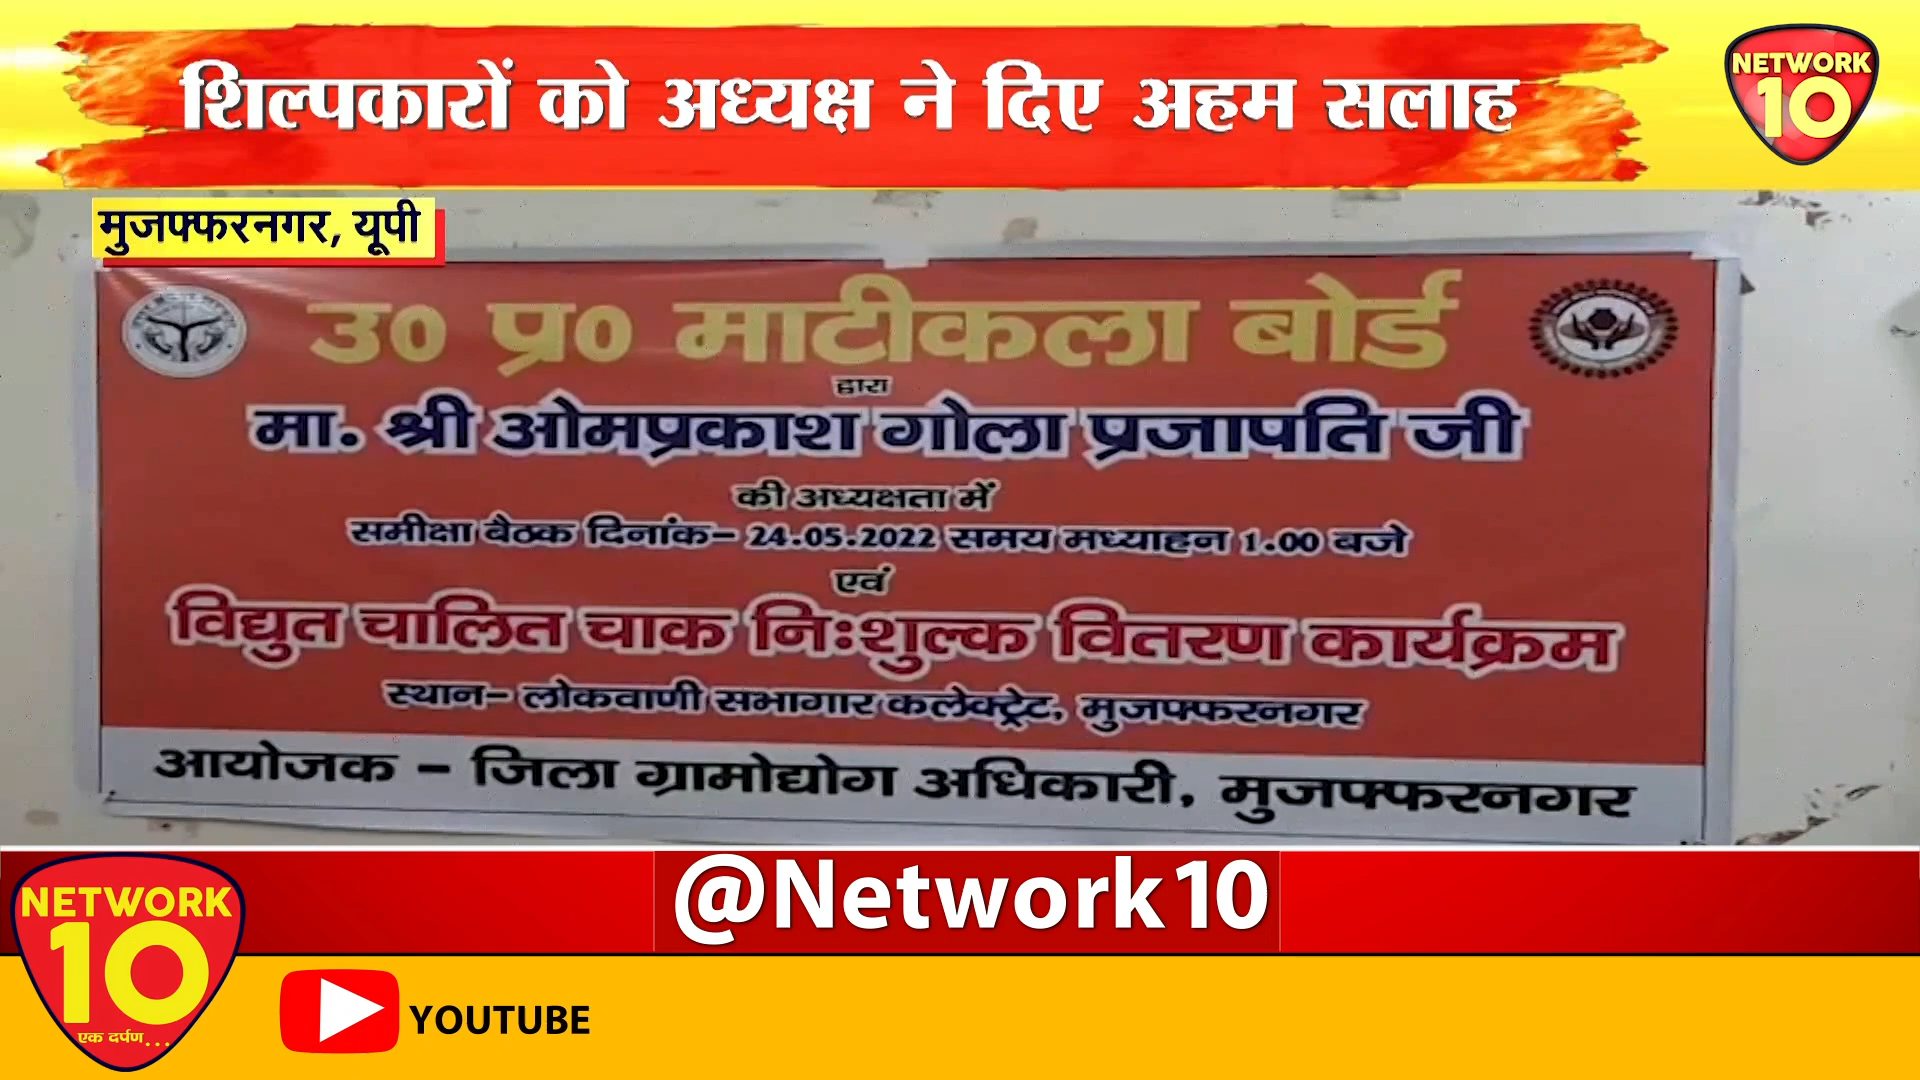 शिल्पकारों को अध्यक्ष ने दिए अहम सलाह
NETWORK
10
मुजफ्फरनगर, यूपी
उ० प्र० माटीकला बोर्ड
द्वारा
मा. श्री ओमप्रकाश गोला प्रजापति जी
की अध्यक्षता में
समीक्षा बैठक दिनांक- 24.05.2022 समय मध्याहन 1.00 बजे
एवं
विद्युत चालित चाक निःशुल्क वितरण कार्यक्रम
स्थान- लोकवाणी सभागार कलेक्ट्रेट, मुजफ्फरनगर
आयोजक - जिला ग्रामोद्योग अधिकारी, मुजफ्फरनगर
@Network10
NETWORK
10
एक दर्पण...
YOUTUBE